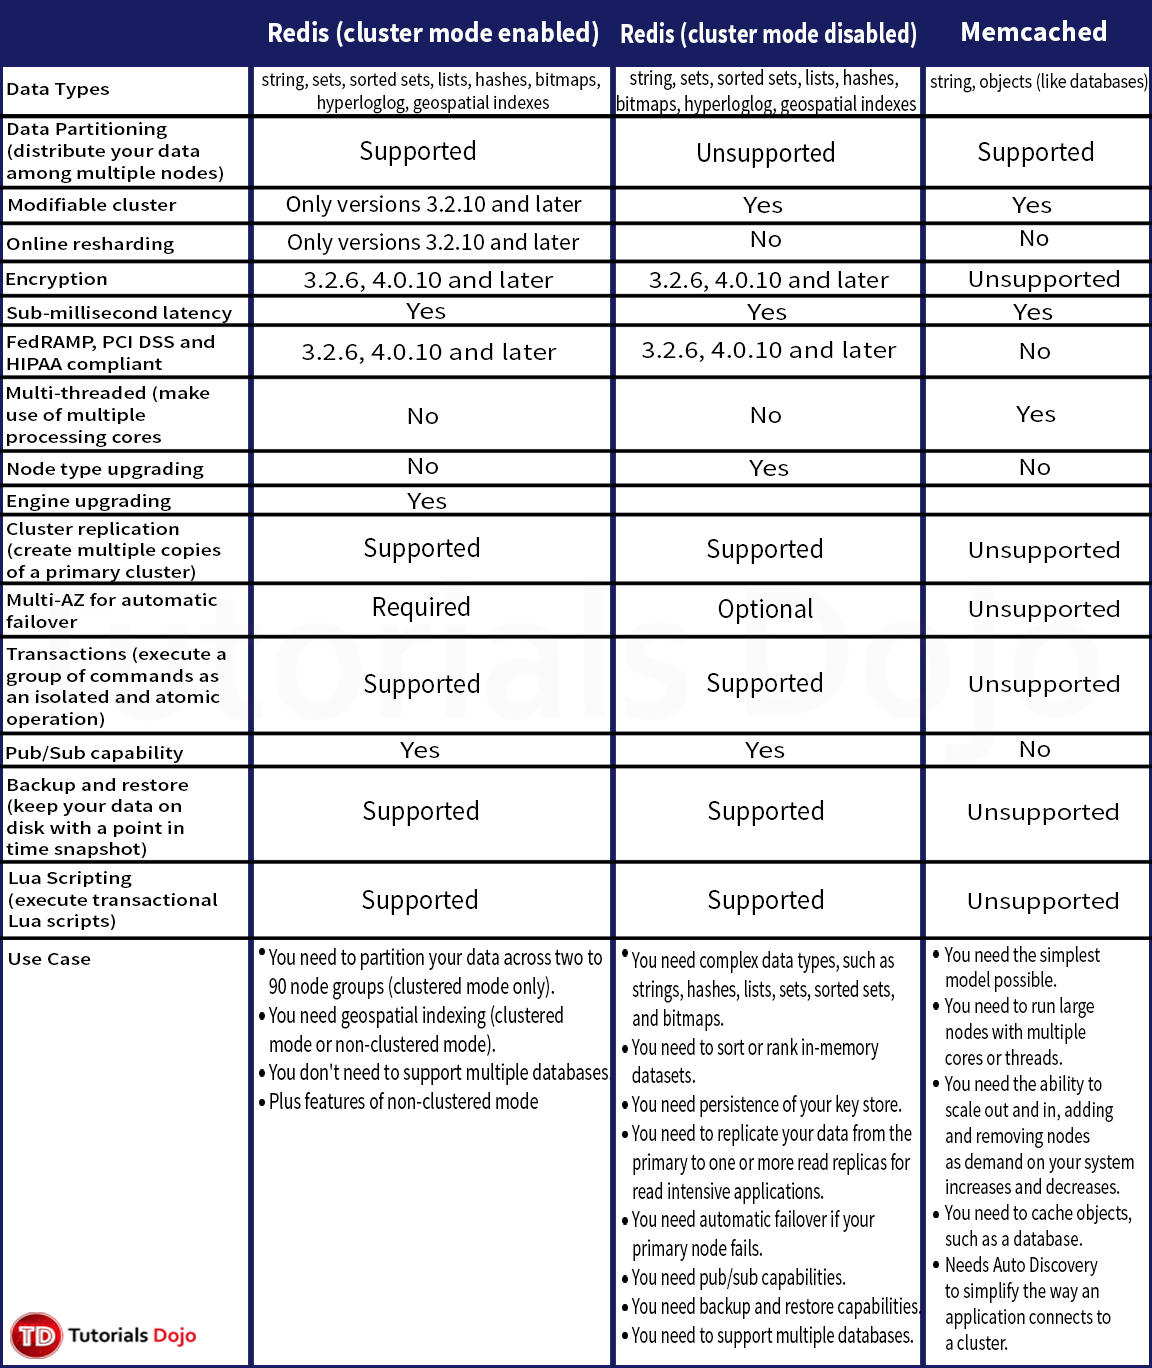 Redis (cluster mode enabled) Redis (cluster mode disabled) Memcached
Data Types
string, sets, sorted sets, lists, hashes, bitmaps,
hyperloglog, geospatial indexes
string, sets, sorted sets, lists, hashes,
bitmaps, hyperloglog, geospatial indexes
string, objects (like databases)
Data Partitioning
(distribute your data
among multiple nodes)
Supported
Unsupported
Supported
Modifiable cluster
Only versions 3.2.10 and later
Yes
Yes
Online resharding
Only versions 3.2.10 and later
No
No
Encryption
3.2.6, 4.0.10 and later
3.2.6, 4.0.10 and later
Unsupported
Sub-millisecond latency
Yes
Yes
Yes
FedRAMP, PCI DSS and
HIPAA compliant
3.2.6, 4.0.10 and later
3.2.6, 4.0.10 and later
No
Multi-threaded (make
use of multiple
processing cores
No
No
Yes
Node type upgrading
No
Yes
No
Engine upgrading
Yes
Cluster replication
(create multiple copies
of a primary cluster)
Supported
Supported
Unsupported
Multi-AZ for automatic
failover
Required
Optional
Unsupported
Transactions (execute a
group of commands as
an isolated and atomic
operation)
Supported
Supported
Unsupported
Pub/Sub capability
Yes
Yes
No
Backup and restore
(keep your data on
disk with a point in
time snapshot)
Supported
Supported
Unsupported
Lua Scripting
(execute transactional
Lua scripts)
Supported
Supported
Unsupported
Use Case
• You need to partition your data across two to
90 node groups (clustered mode only).
• You need geospatial indexing (clustered
mode or non-clustered mode).
• You don't need to support multiple databases.
• Plus features of non-clustered mode
• You need complex data types, such as
strings, hashes, lists, sets, sorted sets,
and bitmaps.
• You need to sort or rank in-memory
datasets.
• You need persistence of your key store.
• You need to replicate your data from the
primary to one or more read replicas for
read intensive applications.
• You need automatic failover if your
primary node fails.
• You need pub/sub capabilities.
• You need backup and restore capabilities.
• You need to support multiple databases.
• You need the simplest
model possible.
• You need to run large
nodes with multiple
cores or threads.
• You need the ability to
scale out and in, adding
and removing nodes
as demand on your system
increases and decreases.
• You need to cache objects,
such as a database.
• Needs Auto Discovery
to simplify the way an
application connects to
a cluster.
TD Tutorials Dojo
Tutorials Dojo